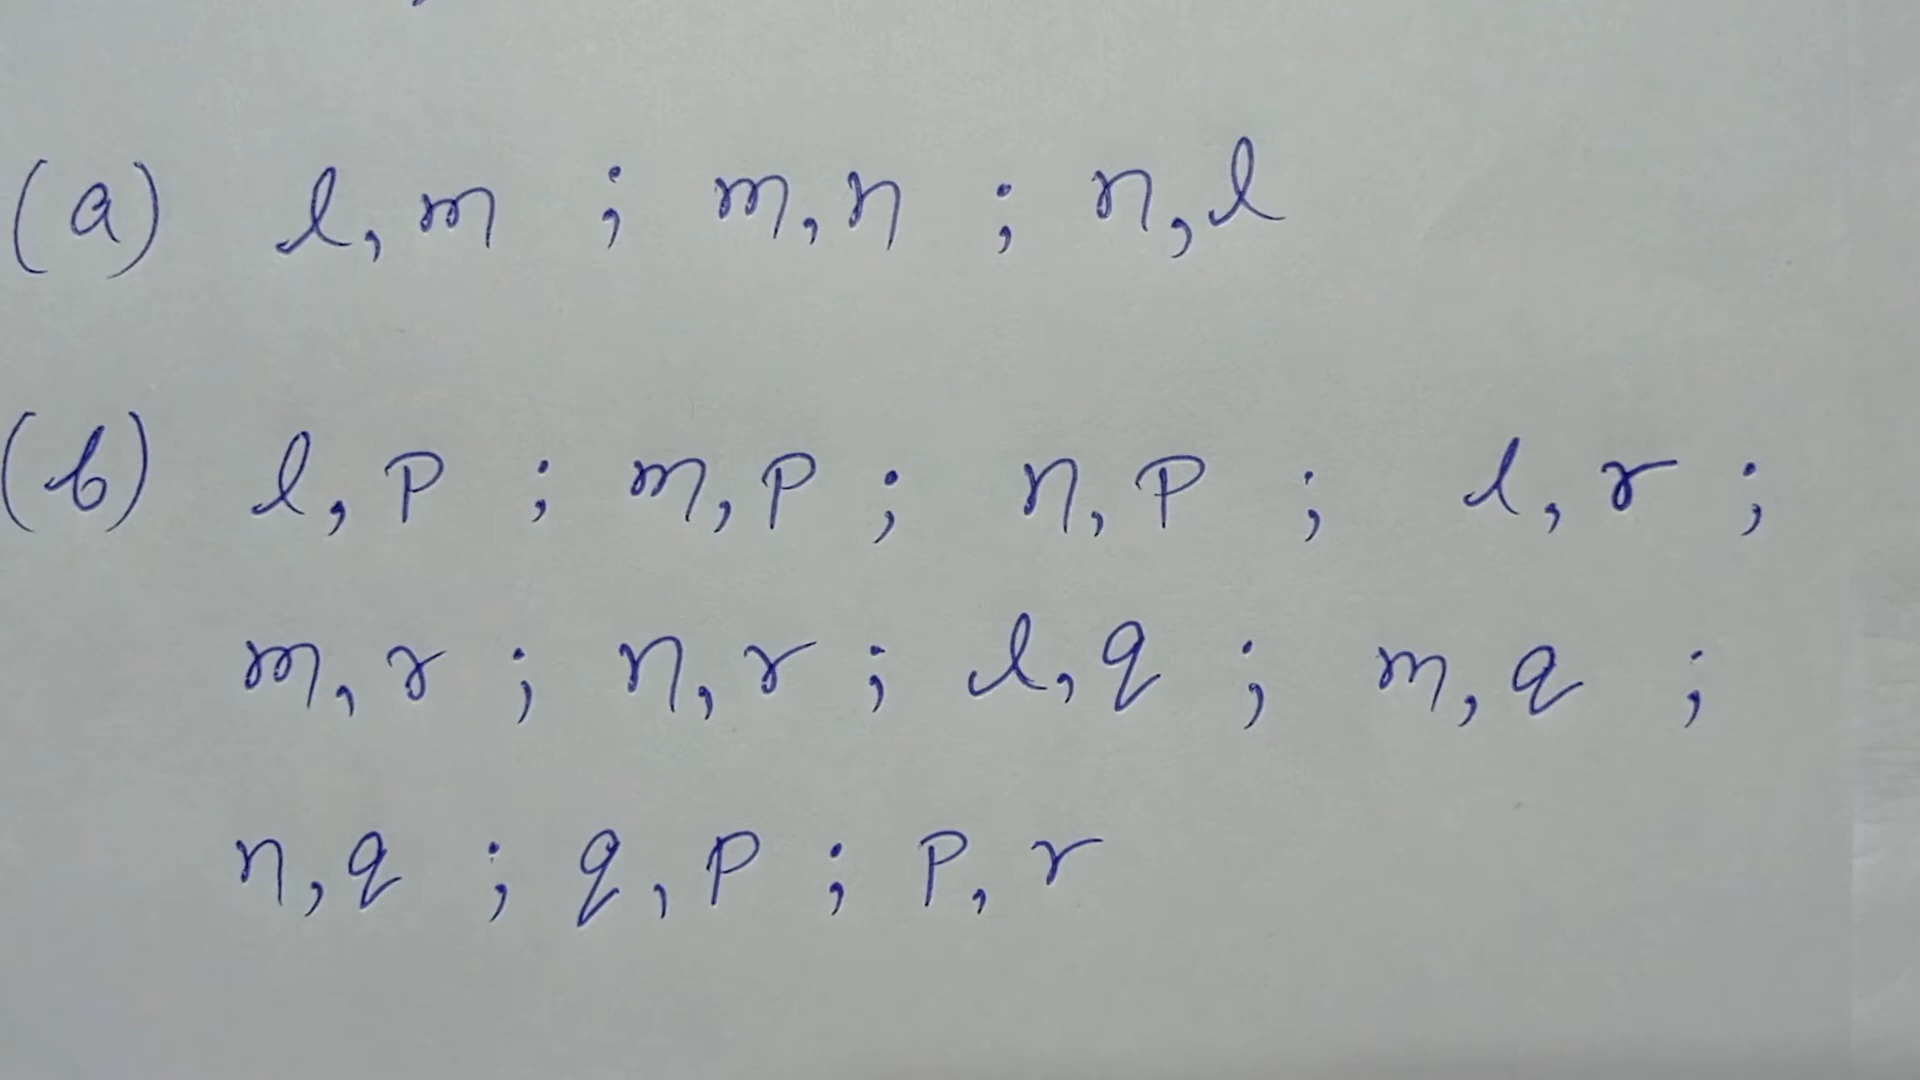 (a) l, m ; m, n ; n, l
(b) l, p ; m, p ; n, p ; l, r ;
m, r ; n, r ; l, q ; m, q ;
n, q ; q, p ; p, r